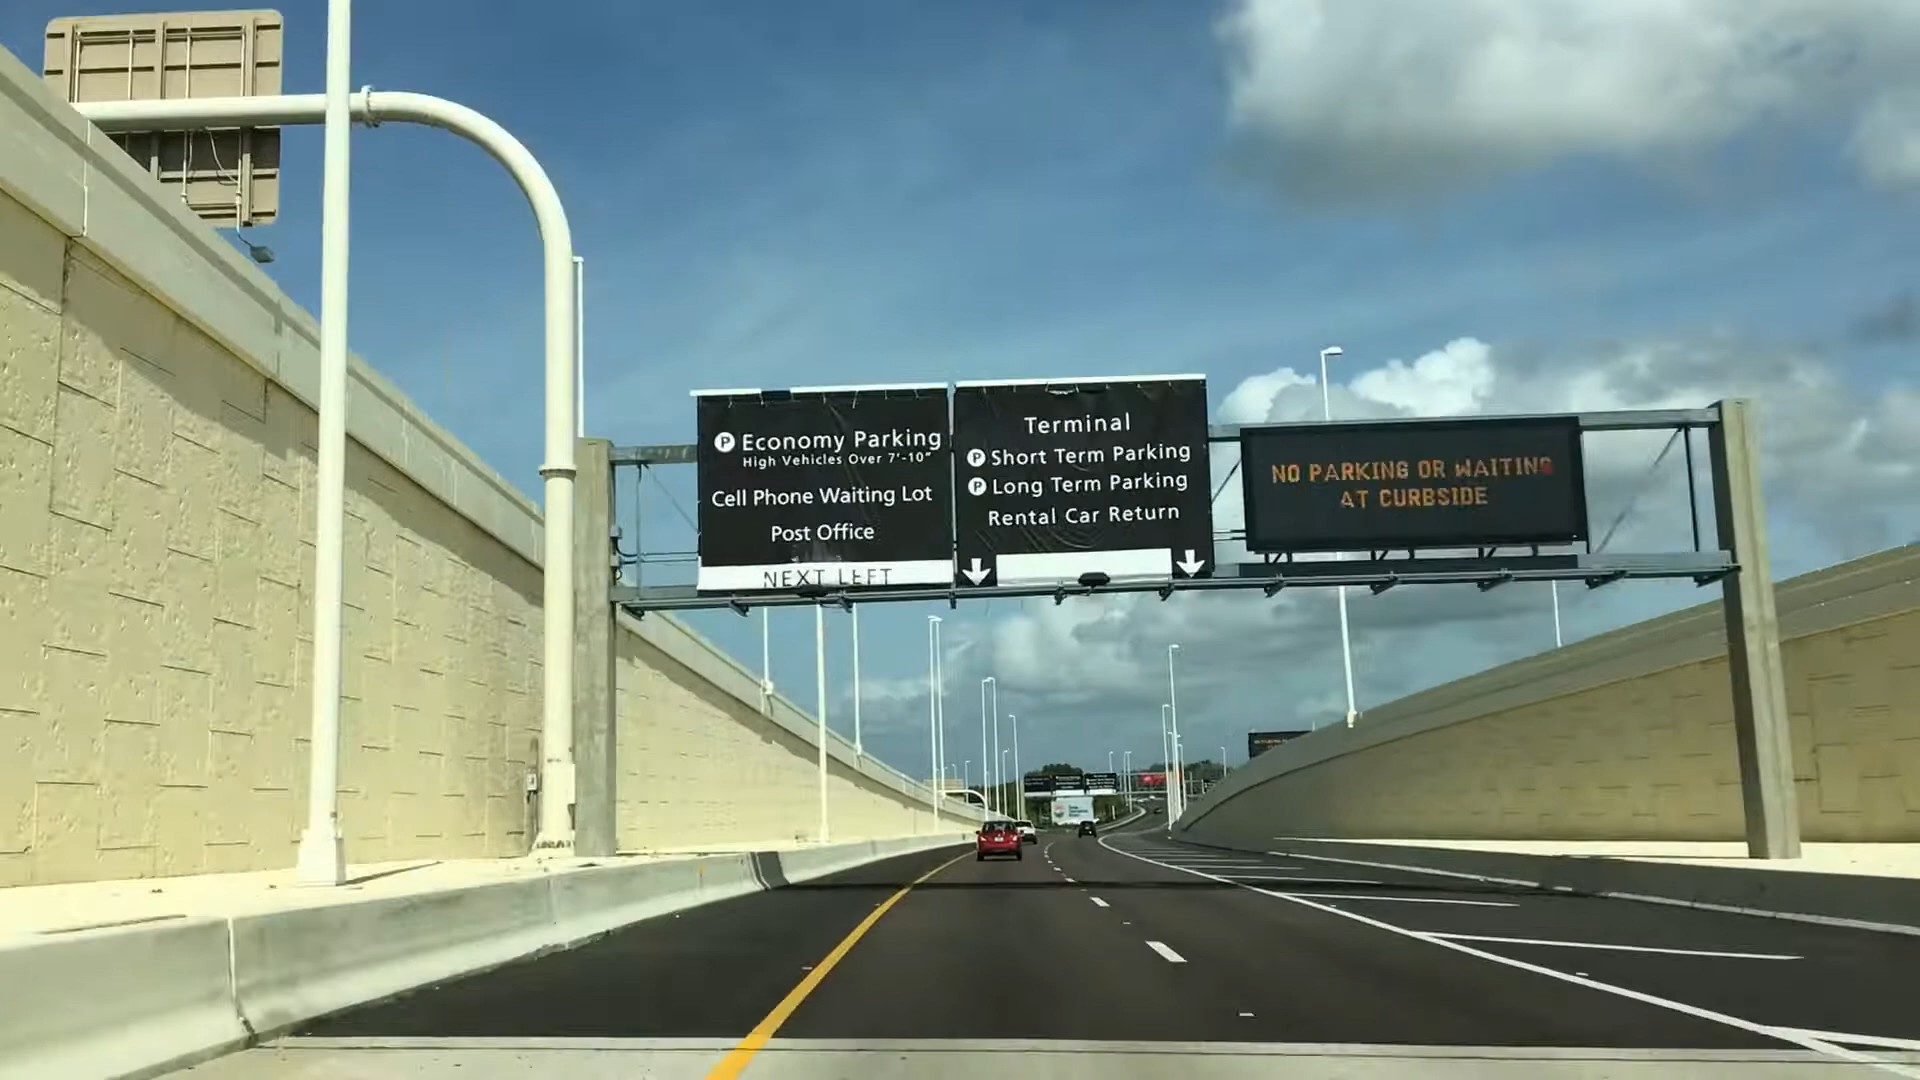 Economy Parking
High Vehicles Over 7'-10"
Cell Phone Waiting Lot
Post Office
NEXT LEFT
Terminal
Short Term Parking
Long Term Parking
Rental Car Return
NO PARKING OR WAITING
AT CURBSIDE